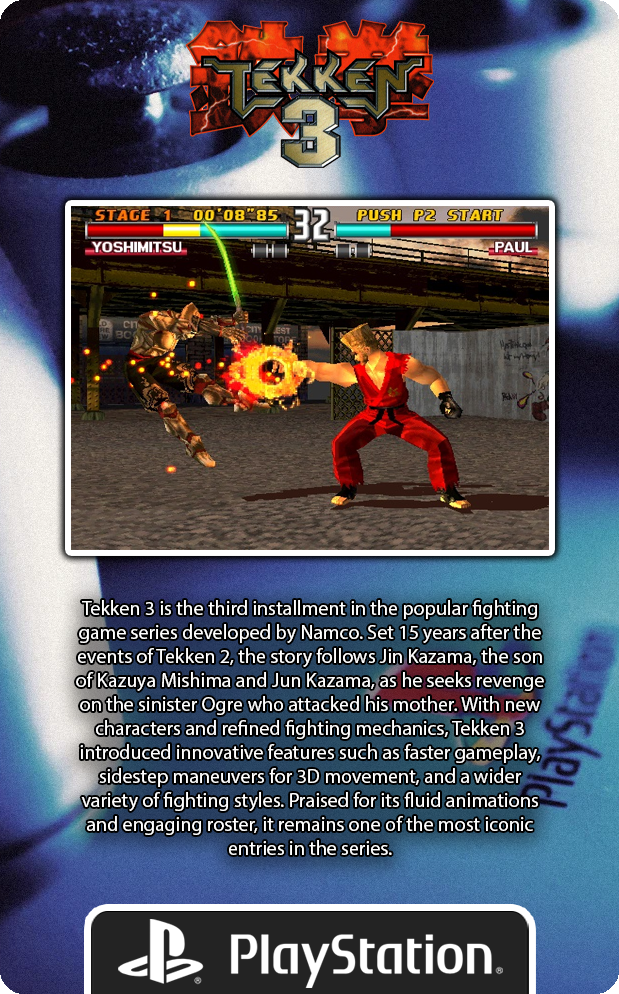 TEKKEN
3
STAGE 1 00'08"85 32 PUSH P2 START
YOSHIMITSU PAUL
Tekken 3 is the third installment in the popular fighting
game series developed by Namco. Set 15 years after the
events of Tekken 2, the story follows Jin Kazama, the son
of Kazuya Mishima and Jun Kazama, as he seeks revenge
on the sinister Ogre who attacked his mother. With new
characters and refined fighting mechanics, Tekken 3
introduced innovative features such as faster gameplay,
sidestep maneuvers for 3D movement, and a wider
variety of fighting styles. Praised for its fluid animations
and engaging roster, it remains one of the most iconic
entries in the series.
PlayStation
PlayStation®